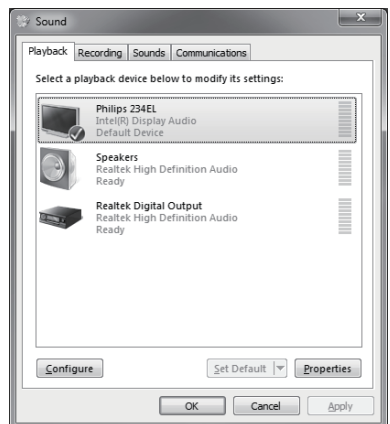 Sound
Playback Recording Sounds Communications
Select a playback device below to modify its settings:
Philips 234EL
Intel(R) Display Audio
Default Device
Speakers
Realtek High Definition Audio
Ready
Realtek Digital Output
Realtek High Definition Audio
Ready
Configure Set Default Properties
OK Cancel Apply